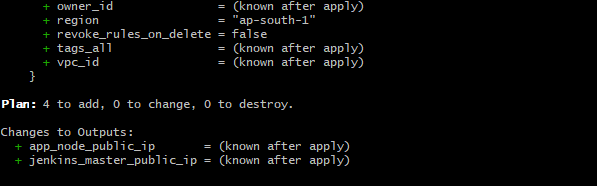 + owner_id = (known after apply)
+ region = "ap-south-1"
+ revoke_rules_on_delete = false
+ tags_all = (known after apply)
+ vpc_id = (known after apply)
}
Plan: 4 to add, 0 to change, 0 to destroy.
Changes to Outputs:
+ app_node_public_ip = (known after apply)
+ jenkins_master_public_ip = (known after apply)